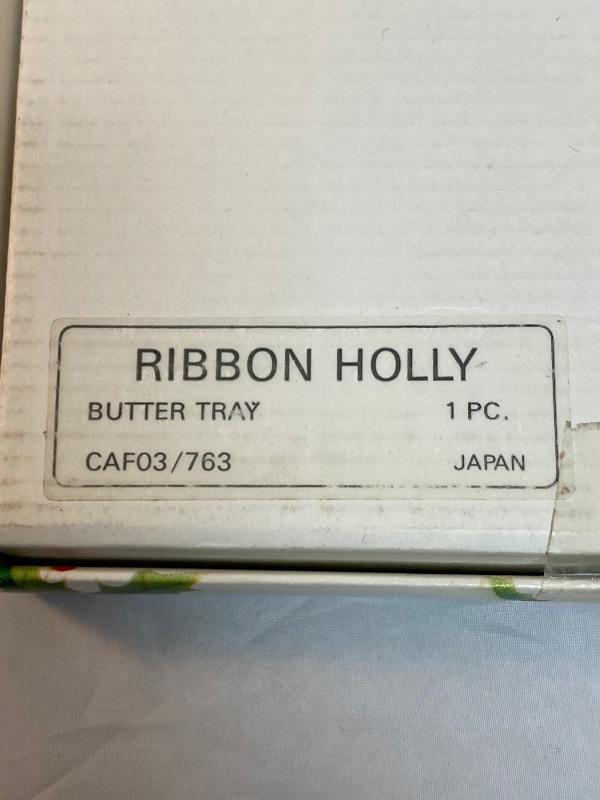 RIBBON HOLLY
BUTTER TRAY 1 PC.
CAF03/763 JAPAN